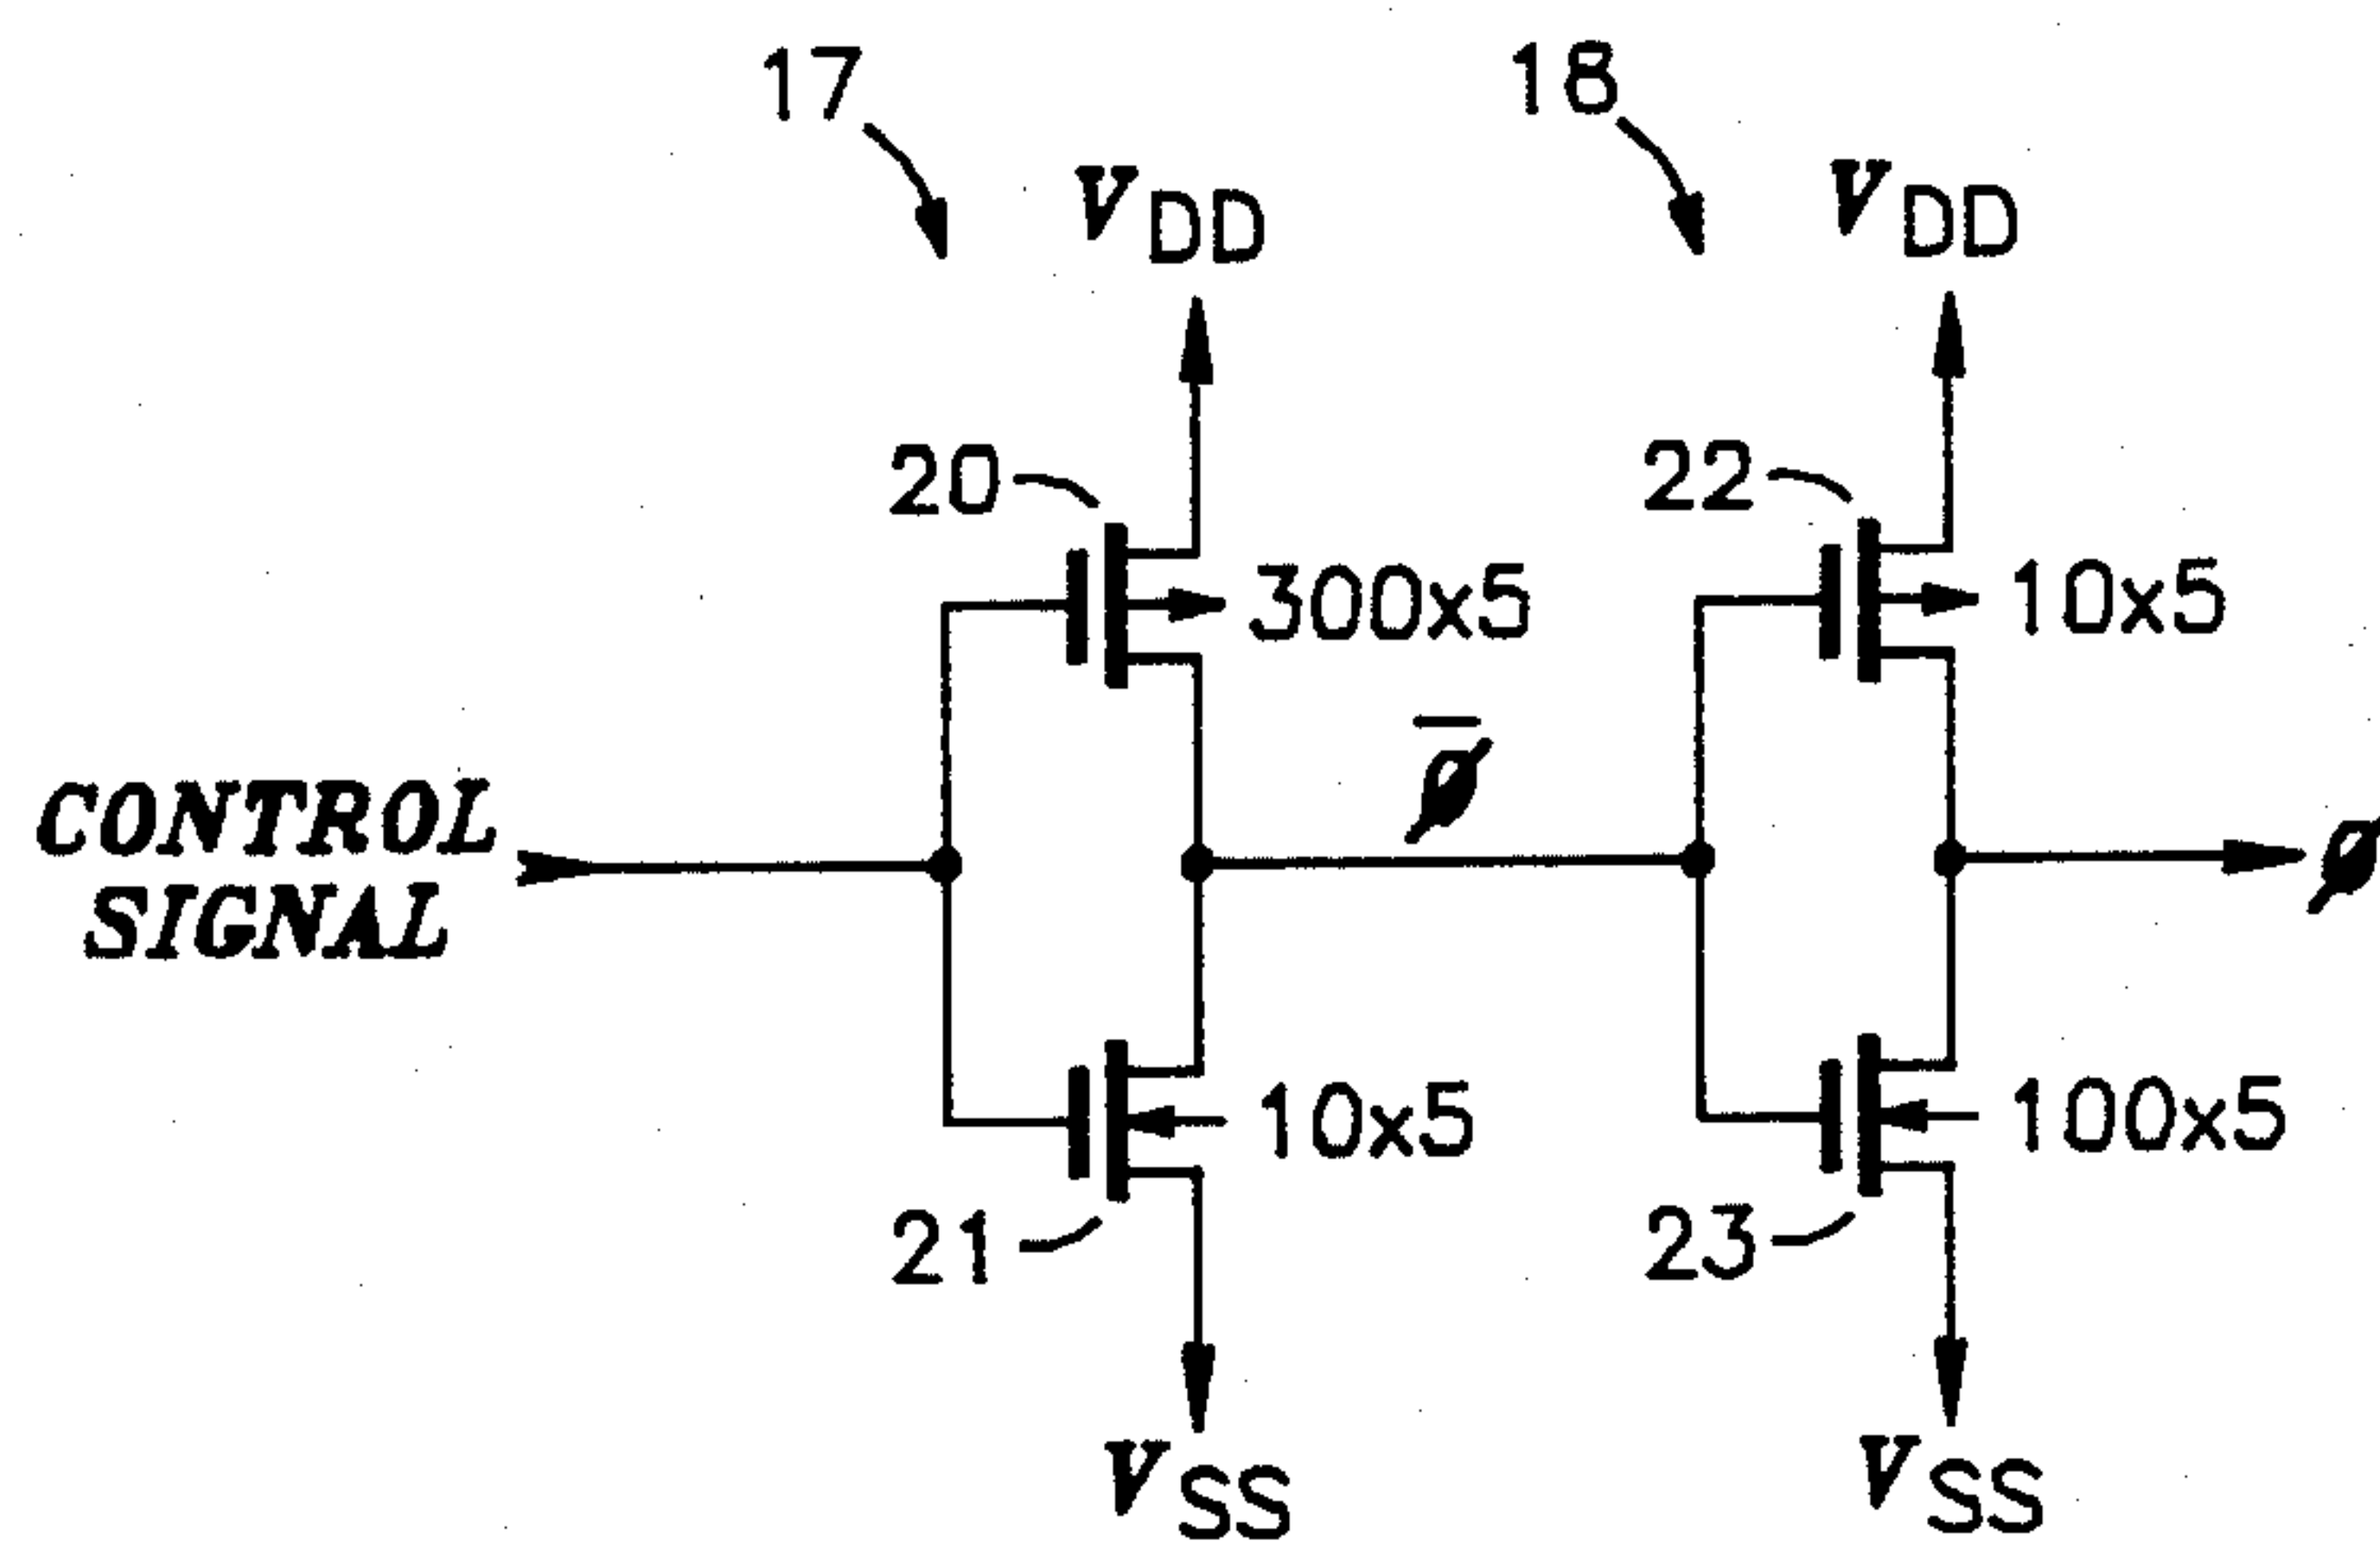 17
18
VDD
VDD
20
22
300x5
10x5
ø̅
CONTROL
SIGNAL
ø
10x5
100x5
21
23
VSS
VSS